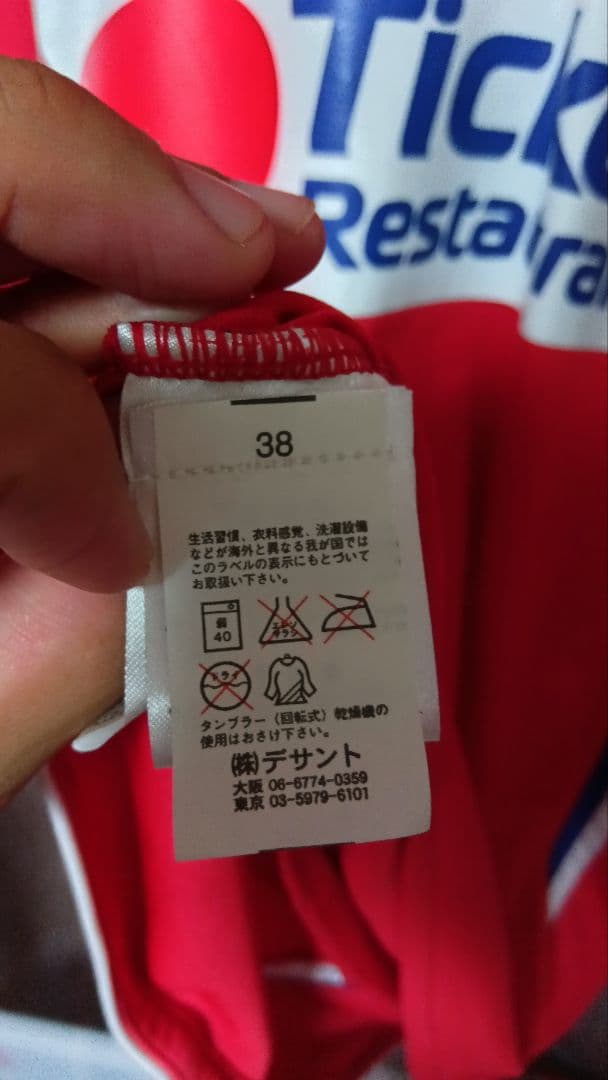 Ticke
Restaura
38
生活習慣、衣料感覚、洗濯設備
などが海外と異なる我が国では
このラベルの表示にもとづいて
お取扱い下さい。
弱
40
エンソ
サラシ
ドライ
タンブラー（回転式）乾燥機の
使用はおさけ下さい。
㈱デサント
大阪 06-6774-0359
東京 03-5979-6101